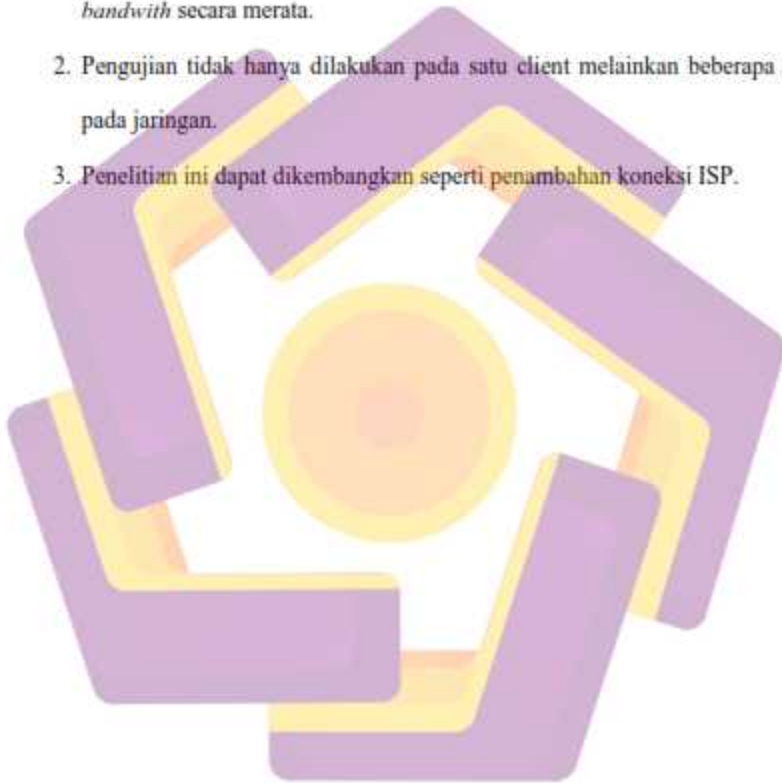 bandwith secara merata.
2. Pengujian tidak hanya dilakukan pada satu client melainkan beberapa
pada jaringan.
3. Penelitian ini dapat dikembangkan seperti penambahan koneksi ISP.